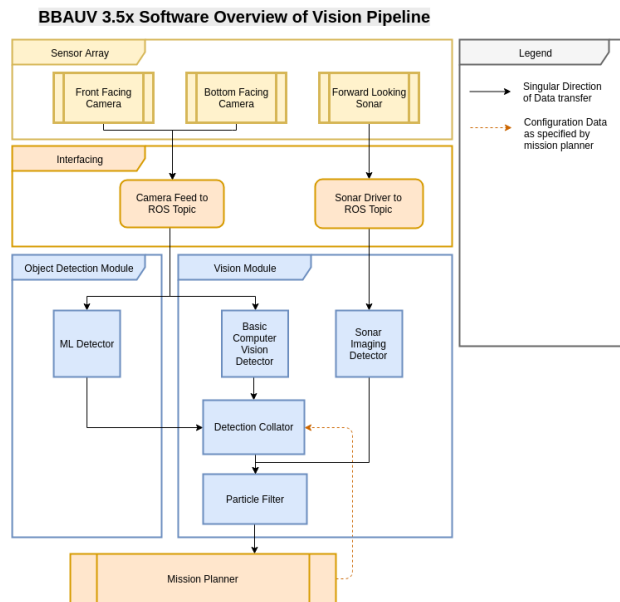 BBAUV 3.5x Software Overview of Vision Pipeline
Sensor Array
Legend
Front Facing
Camera
Bottom Facing
Camera
Forward Looking
Sonar
Singular Direction
of Data transfer
Configuration Data
as specified by
mission planner
Interfacing
Camera Feed to
ROS Topic
Sonar Driver to
ROS Topic
Object Detection Module
Vision Module
ML Detector
Basic
Computer
Vision
Detector
Sonar
Imaging
Detector
Detection Collator
Particle Filter
Mission Planner